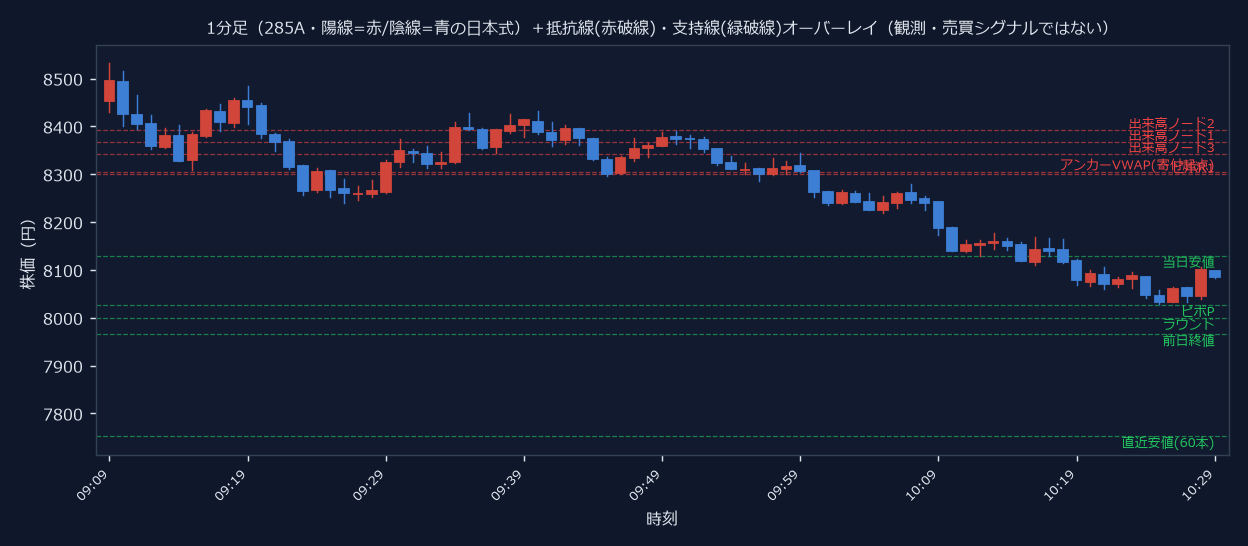 1分足（285A・陽線=赤/陰線=青の日本式）＋抵抗線(赤破線)・支持線(緑破線)オーバーレイ（観測・売買シグナルではない）
8500
8400
8300
8200
8100
8000
7900
7800
株価（円）
出来高ノード2
出来高ノード1
出来高ノード3
アンカーVWAP(寄付起点)
当日安値
ピボP
ラウンド
前日終値
直近安値(60本)
09:09
09:19
09:29
09:39
09:49
09:59
10:09
10:19
10:29
時刻